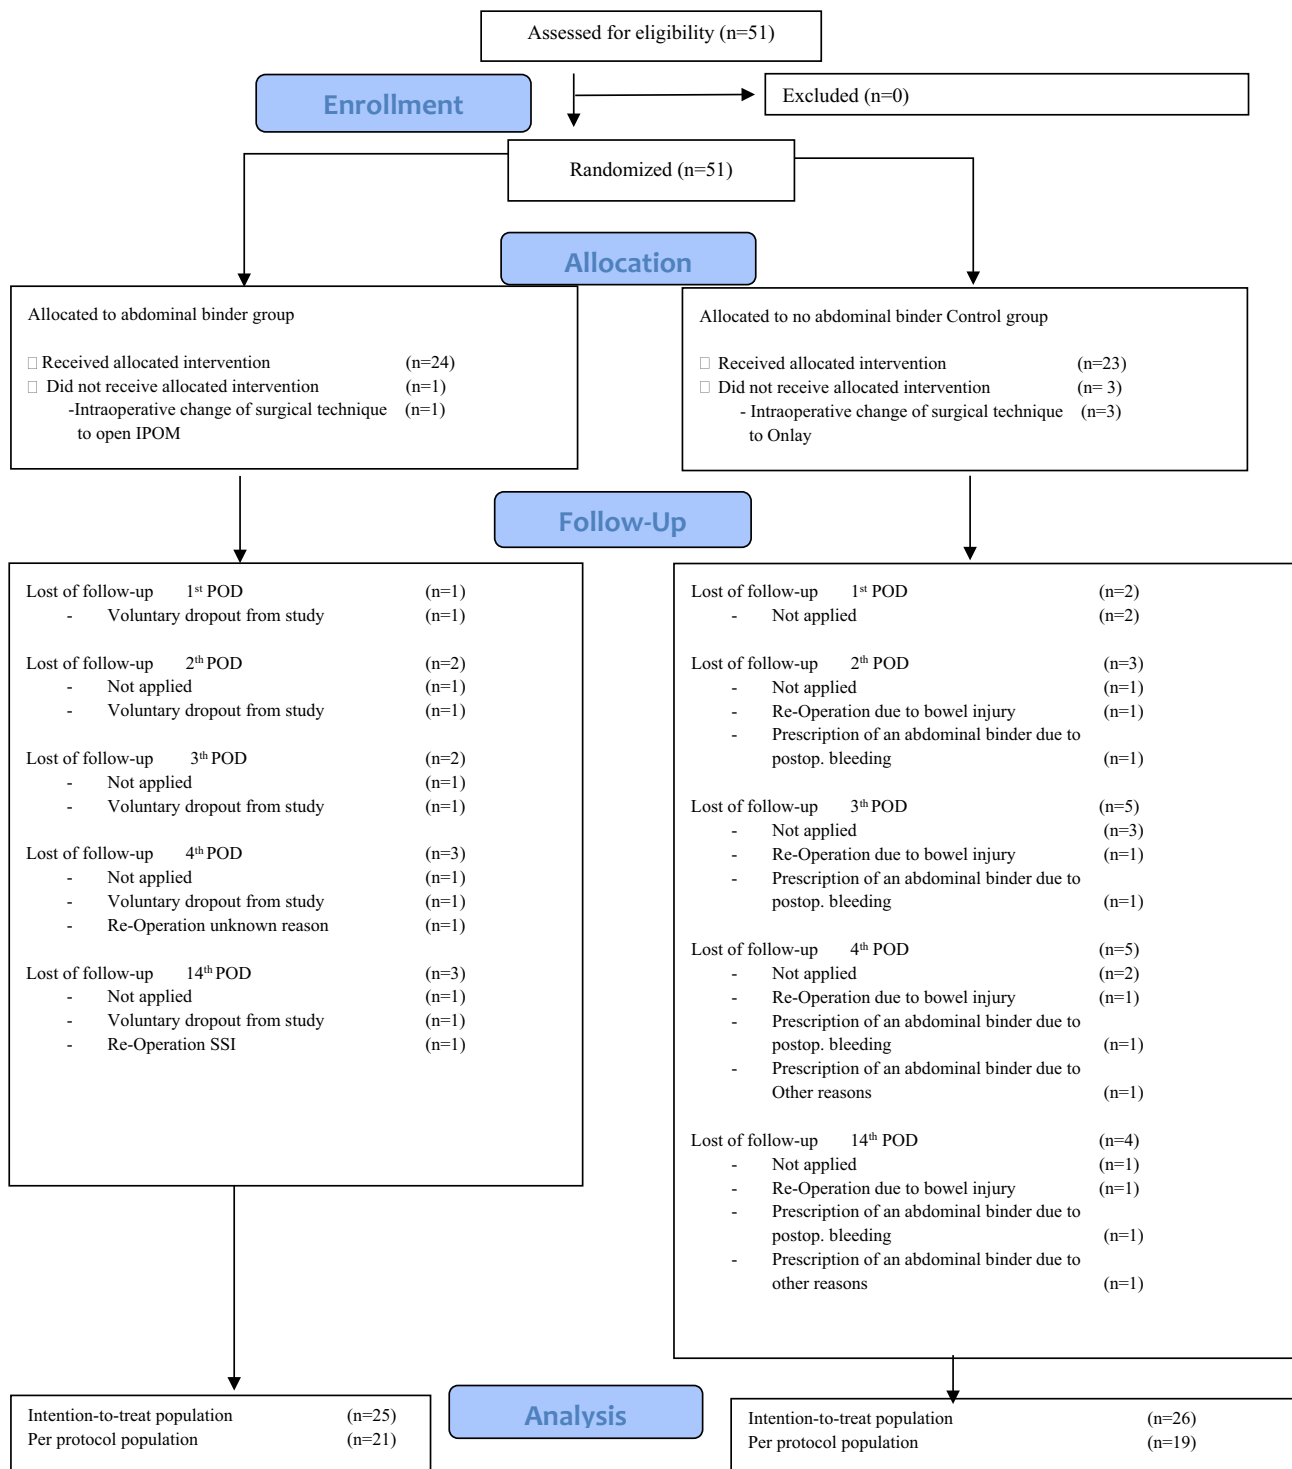 Assessed for eligibility (n=51)
Enrollment
Excluded (n=0)
Randomized (n=51)
Allocation
Allocated to abdominal binder group
□ Received allocated intervention (n=24)
□ Did not receive allocated intervention (n=1)
-Intraoperative change of surgical technique (n=1)
to open IPOM
Allocated to no abdominal binder Control group
□ Received allocated intervention (n=23)
□ Did not receive allocated intervention (n= 3)
- Intraoperative change of surgical technique (n=3)
to Onlay
Follow-Up
Lost of follow-up 1st POD (n=1)
- Voluntary dropout from study (n=1)
Lost of follow-up 2th POD (n=2)
- Not applied (n=1)
- Voluntary dropout from study (n=1)
Lost of follow-up 3th POD (n=2)
- Not applied (n=1)
- Voluntary dropout from study (n=1)
Lost of follow-up 4th POD (n=3)
- Not applied (n=1)
- Voluntary dropout from study (n=1)
- Re-Operation unknown reason (n=1)
Lost of follow-up 14th POD (n=3)
- Not applied (n=1)
- Voluntary dropout from study (n=1)
- Re-Operation SSI (n=1)
Lost of follow-up 1st POD (n=2)
- Not applied (n=2)
Lost of follow-up 2th POD (n=3)
- Not applied (n=1)
- Re-Operation due to bowel injury (n=1)
- Prescription of an abdominal binder due to
postop. bleeding (n=1)
Lost of follow-up 3th POD (n=5)
- Not applied (n=3)
- Re-Operation due to bowel injury (n=1)
- Prescription of an abdominal binder due to
postop. bleeding (n=1)
Lost of follow-up 4th POD (n=5)
- Not applied (n=2)
- Re-Operation due to bowel injury (n=1)
- Prescription of an abdominal binder due to
postop. bleeding (n=1)
- Prescription of an abdominal binder due to
Other reasons (n=1)
Lost of follow-up 14th POD (n=4)
- Not applied (n=1)
- Re-Operation due to bowel injury (n=1)
- Prescription of an abdominal binder due to
postop. bleeding (n=1)
- Prescription of an abdominal binder due to
other reasons (n=1)
Analysis
Intention-to-treat population (n=25)
Per protocol population (n=21)
Intention-to-treat population (n=26)
Per protocol population (n=19)